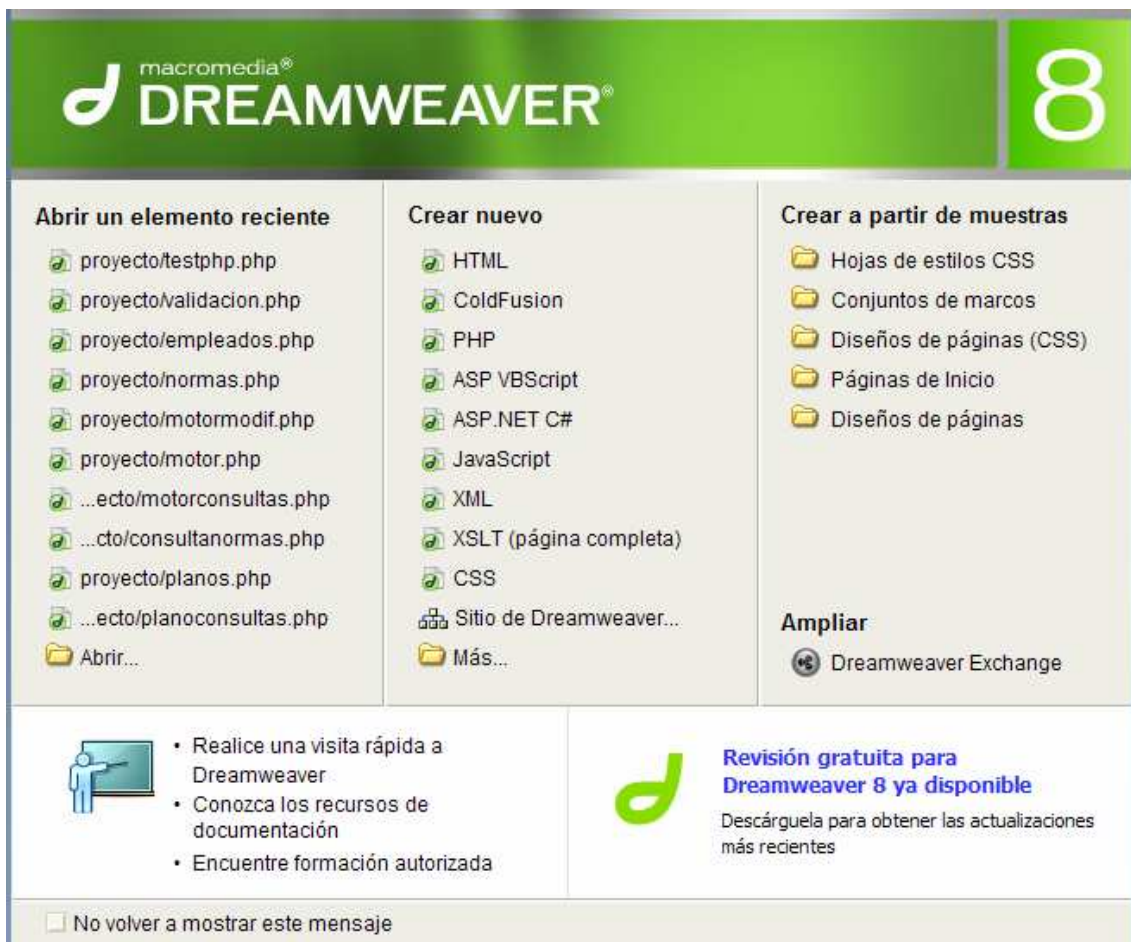 macromedia®
DREAMWEAVER®
8
Abrir un elemento reciente
proyecto/testphp.php
proyecto/validacion.php
proyecto/empleados.php
proyecto/normas.php
proyecto/motormodif.php
proyecto/motor.php
...ecto/motorconsultas.php
...cto/consultanormas.php
proyecto/planos.php
...ecto/planoconsultas.php
Abrir...
Crear nuevo
HTML
ColdFusion
PHP
ASP VBScript
ASP.NET C#
JavaScript
XML
XSLT (página completa)
CSS
Sitio de Dreamweaver...
Más...
Crear a partir de muestras
Hojas de estilos CSS
Conjuntos de marcos
Diseños de páginas (CSS)
Páginas de Inicio
Diseños de páginas
Ampliar
Dreamweaver Exchange
• Realice una visita rápida a
Dreamweaver
• Conozca los recursos de
documentación
• Encuentre formación autorizada
Revisión gratuita para
Dreamweaver 8 ya disponible
Descárguela para obtener las actualizaciones
más recientes
No volver a mostrar este mensaje